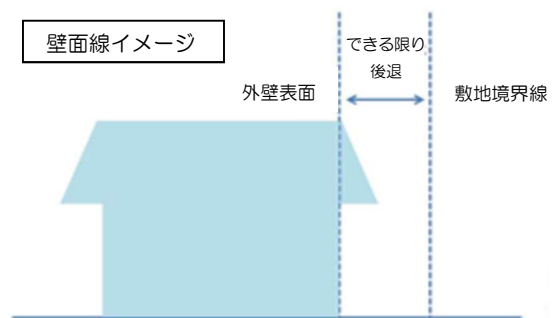 壁面線イメージ
できる限り
後退
外壁表面
敷地境界線